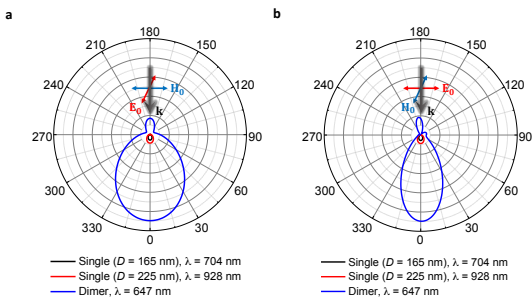 a
b
180
210
150
240
120
270
90
300
60
330
30
0
H0
E0
k
180
210
150
240
120
270
90
300
60
330
30
0
E0
H0
k
Single (D = 165 nm), λ = 704 nm
Single (D = 225 nm), λ = 928 nm
Dimer, λ = 647 nm
Single (D = 165 nm), λ = 704 nm
Single (D = 225 nm), λ = 928 nm
Dimer, λ = 647 nm